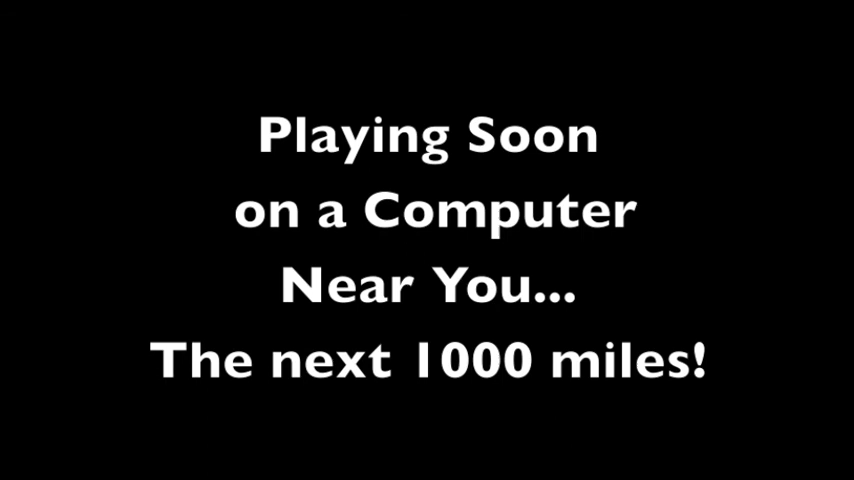 Playing Soon
on a Computer
Near You...
The next 1000 miles!